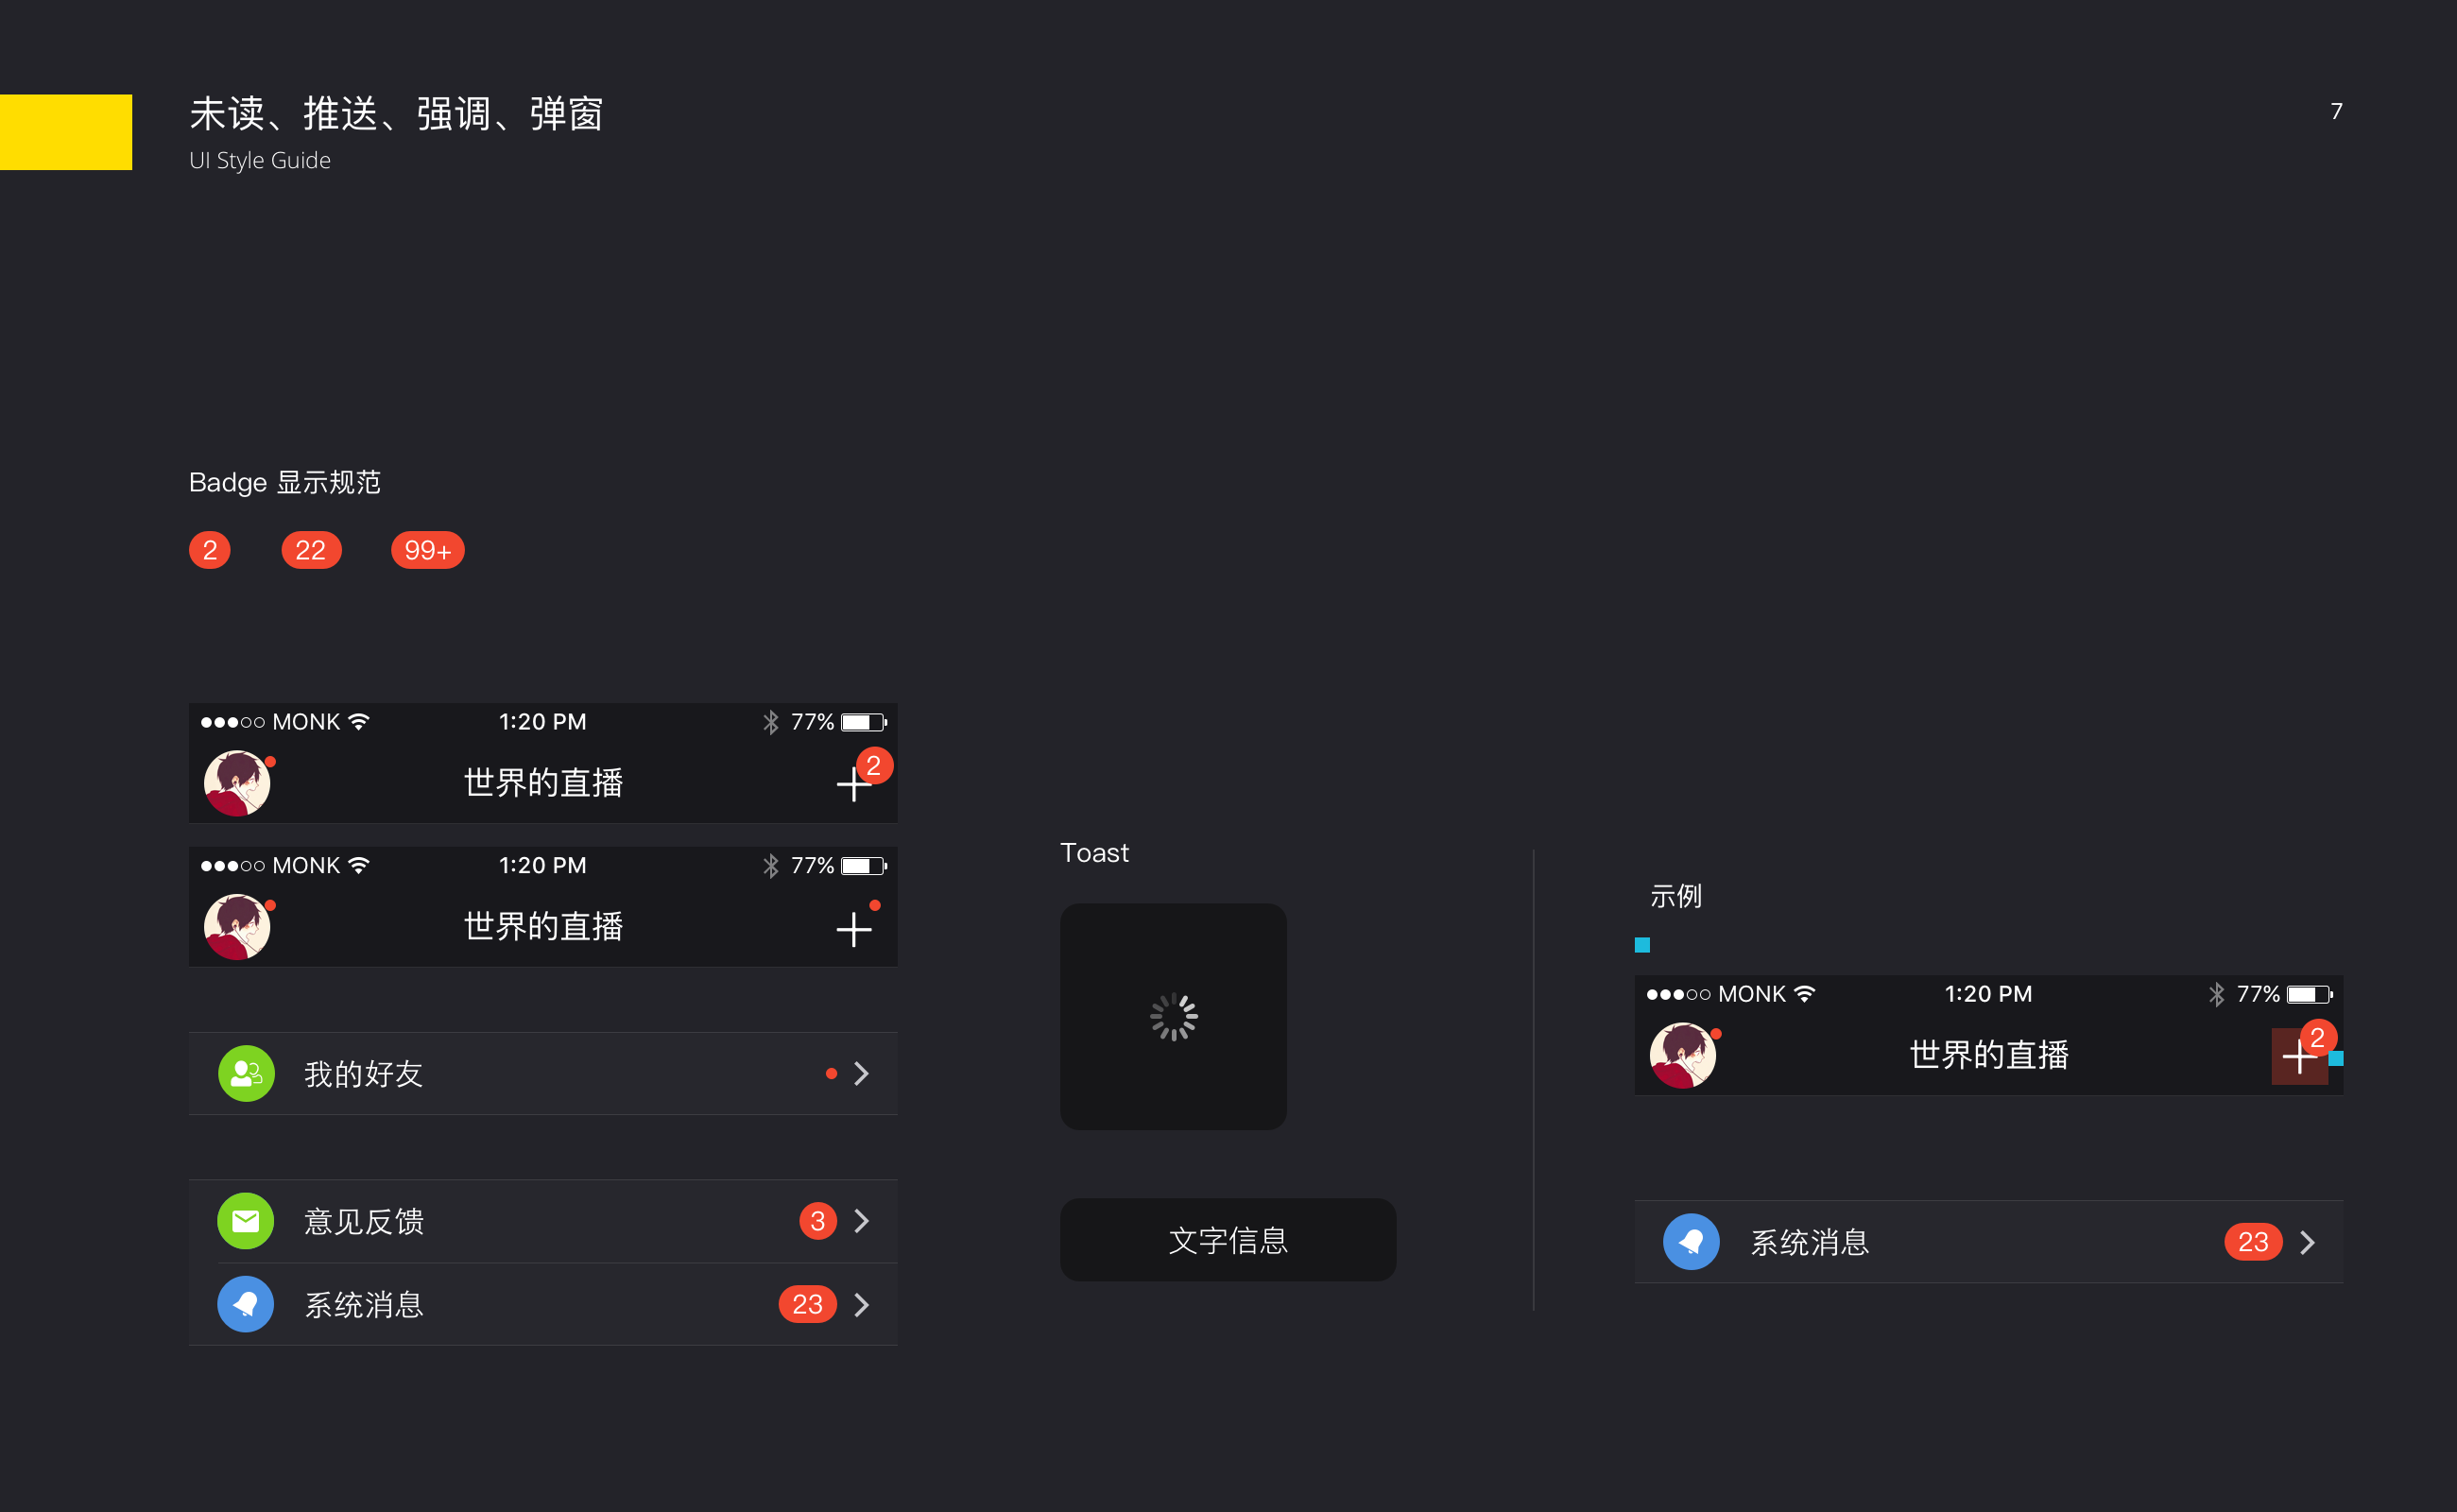 未读、推送、强调、弹窗
7
UI Style Guide
Badge 显示规范
2 22 99+
MONK 1:20 PM 77%
世界的直播 2
MONK 1:20 PM 77%
世界的直播
我的好友
意见反馈 3
系统消息 23
Toast
文字信息
示例
MONK 1:20 PM 77%
世界的直播 2
系统消息 23